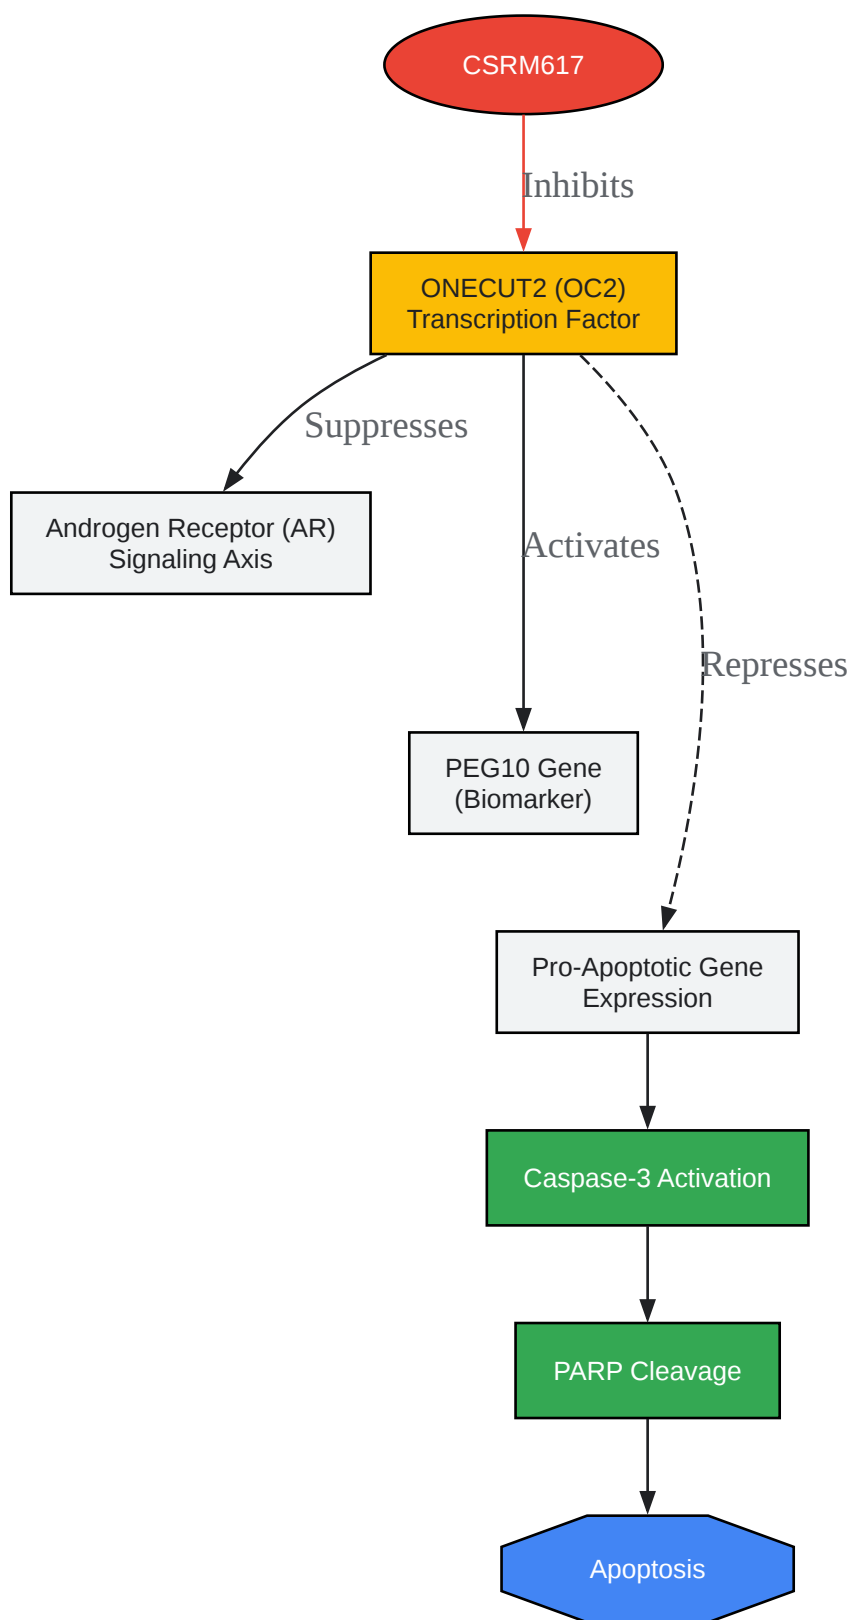 CSRM617
Inhibits
ONECUT2 (OC2)
Transcription Factor
Suppresses
Androgen Receptor (AR)
Signaling Axis
Activates
Represses
PEG10 Gene
(Biomarker)
Pro-Apoptotic Gene
Expression
Caspase-3 Activation
PARP Cleavage
Apoptosis